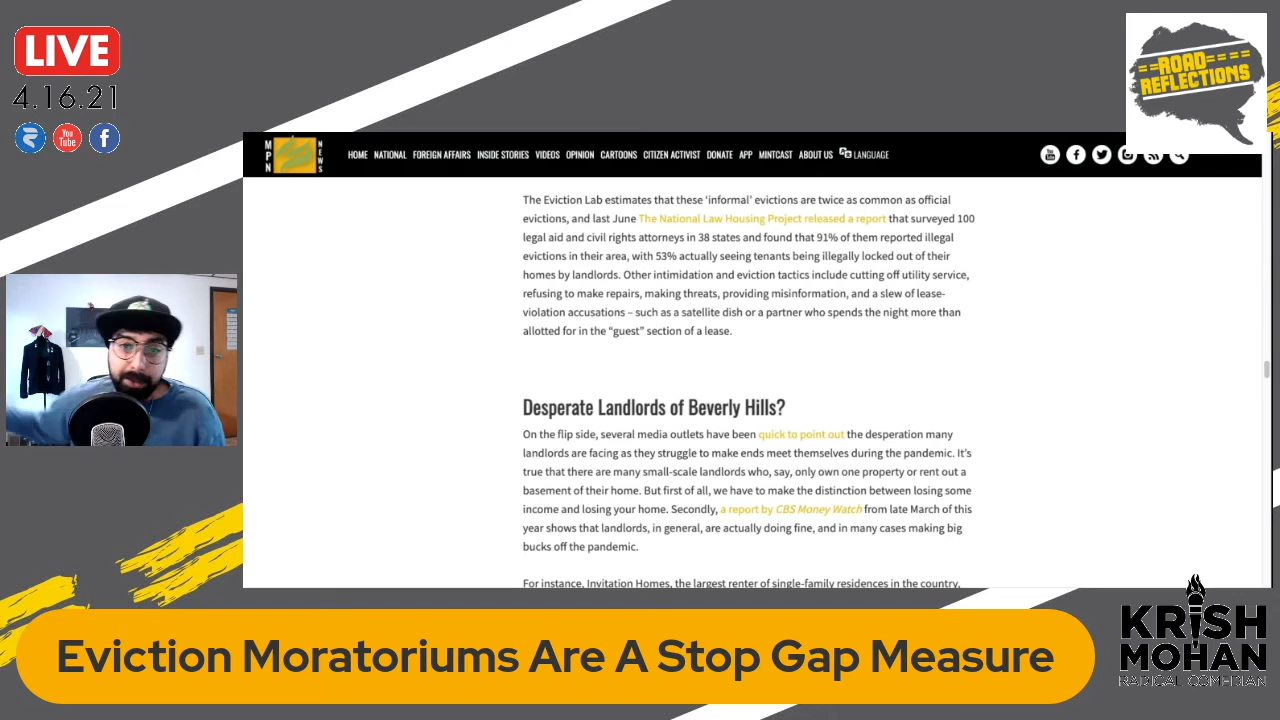 LIVE
4.16.21
You
Tube
==ROAD====
REFLECTIONS
MPN
NEWS
HOME NATIONAL FOREIGN AFFAIRS INSIDE STORIES VIDEOS OPINION CARTOONS CITIZEN ACTIVIST DONATE APP MINTCAST ABOUT US LANGUAGE
The Eviction Lab estimates that these ‘informal’ evictions are twice as common as official
evictions, and last June The National Law Housing Project released a report that surveyed 100
legal aid and civil rights attorneys in 38 states and found that 91% of them reported illegal
evictions in their area, with 53% actually seeing tenants being illegally locked out of their
homes by landlords. Other intimidation and eviction tactics include cutting off utility service,
refusing to make repairs, making threats, providing misinformation, and a slew of lease-
violation accusations – such as a satellite dish or a partner who spends the night more than
allotted for in the “guest” section of a lease.
Desperate Landlords of Beverly Hills?
On the flip side, several media outlets have been quick to point out the desperation many
landlords are facing as they struggle to make ends meet themselves during the pandemic. It’s
true that there are many small-scale landlords who, say, only own one property or rent out a
basement of their home. But first of all, we have to make the distinction between losing some
income and losing your home. Secondly, a report by CBS Money Watch from late March of this
year shows that landlords, in general, are actually doing fine, and in many cases making big
bucks off the pandemic.
For instance, Invitation Homes, the largest renter of single-family residences in the country,
Eviction Moratoriums Are A Stop Gap Measure
KRISH
MOHAN
RADICAL COMEDIAN